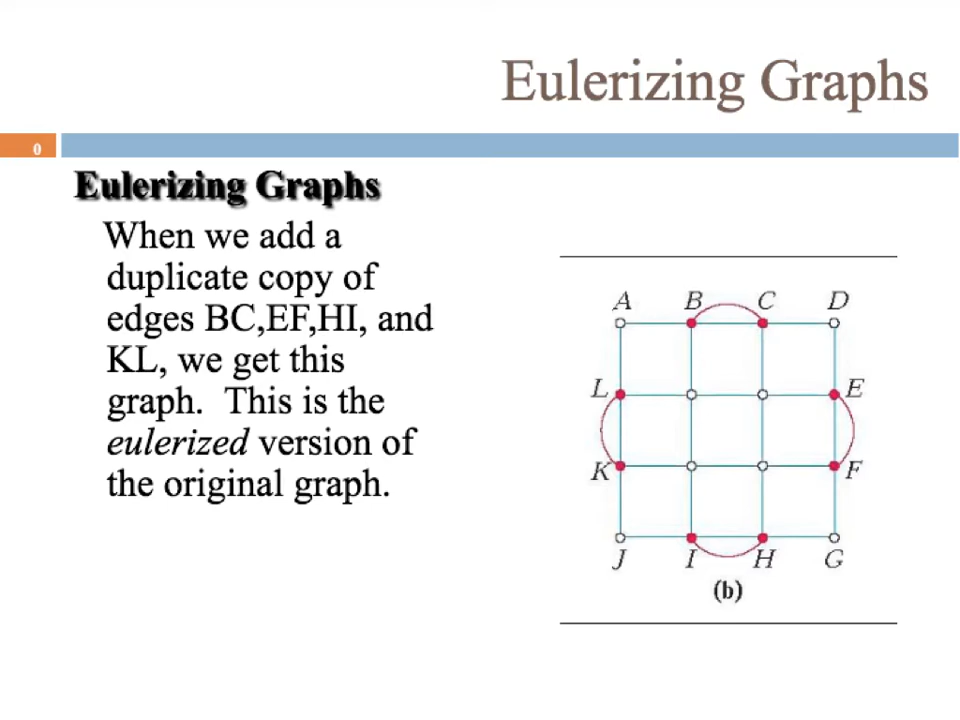 Eulerizing Graphs
0
Eulerizing Graphs
When we add a
duplicate copy of
edges BC,EF,HI, and
KL, we get this
graph.  This is the
eulerized version of
the original graph.
A B C D
L E
K F
J I H G
(b)